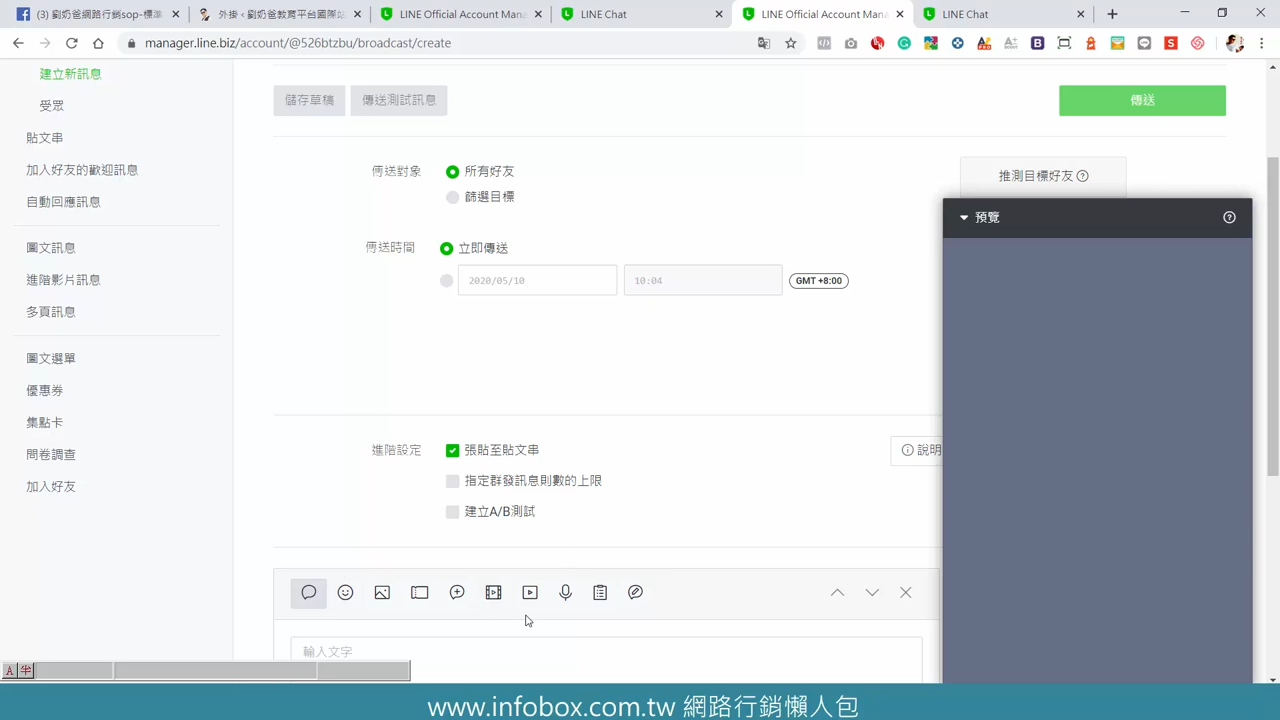 (3) 劉奶爸網路行銷sop-標準
外掛 ‹ 劉奶爸教育平台國際站
LINE Official Account Mana
LINE Chat
LINE Official Account Mana
LINE Chat
manager.line.biz/account/@526btzbu/broadcast/create
建立新訊息
受眾
貼文串
加入好友的歡迎訊息
自動回應訊息
圖文訊息
進階影片訊息
多頁訊息
圖文選單
優惠券
集點卡
問卷調查
加入好友
儲存草稿
傳送測試訊息
傳送
傳送對象
所有好友
篩選目標
推測目標好友
預覽
傳送時間
立即傳送
2020/05/10
10:04
GMT +8:00
進階設定
張貼至貼文串
說明
指定群發訊息則數的上限
建立A/B測試
輸入文字
A 半
www.infobox.com.tw 網路行銷懶人包